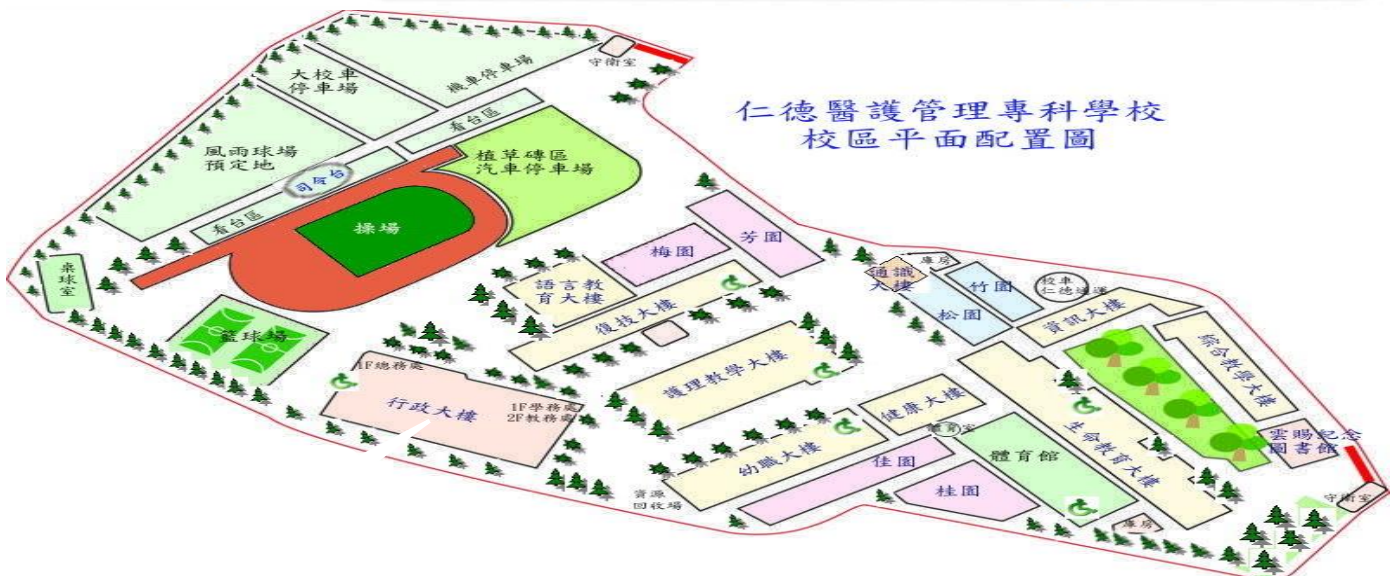 仁德醫護管理專科學校
校區平面配置圖
守衛室
大校車
停車場
機車停車場
看台區
風雨球場
預定地
司令台
植草磚區
汽車停車場
看台區
操場
桌球室
籃球場
梅園
芳園
語言教
育大樓
復技大樓
通識
大樓
庫房
竹園
松園
校車
仁德通運
資訊大樓
綜合教學大樓
1F總務處
行政大樓
1F學務處
2F教務處
護理教學大樓
健康大樓
體育室
幼職大樓
佳園
桂園
體育館
生命教育大樓
雲賜紀念
圖書館
資源
回收場
庫房
守衛室